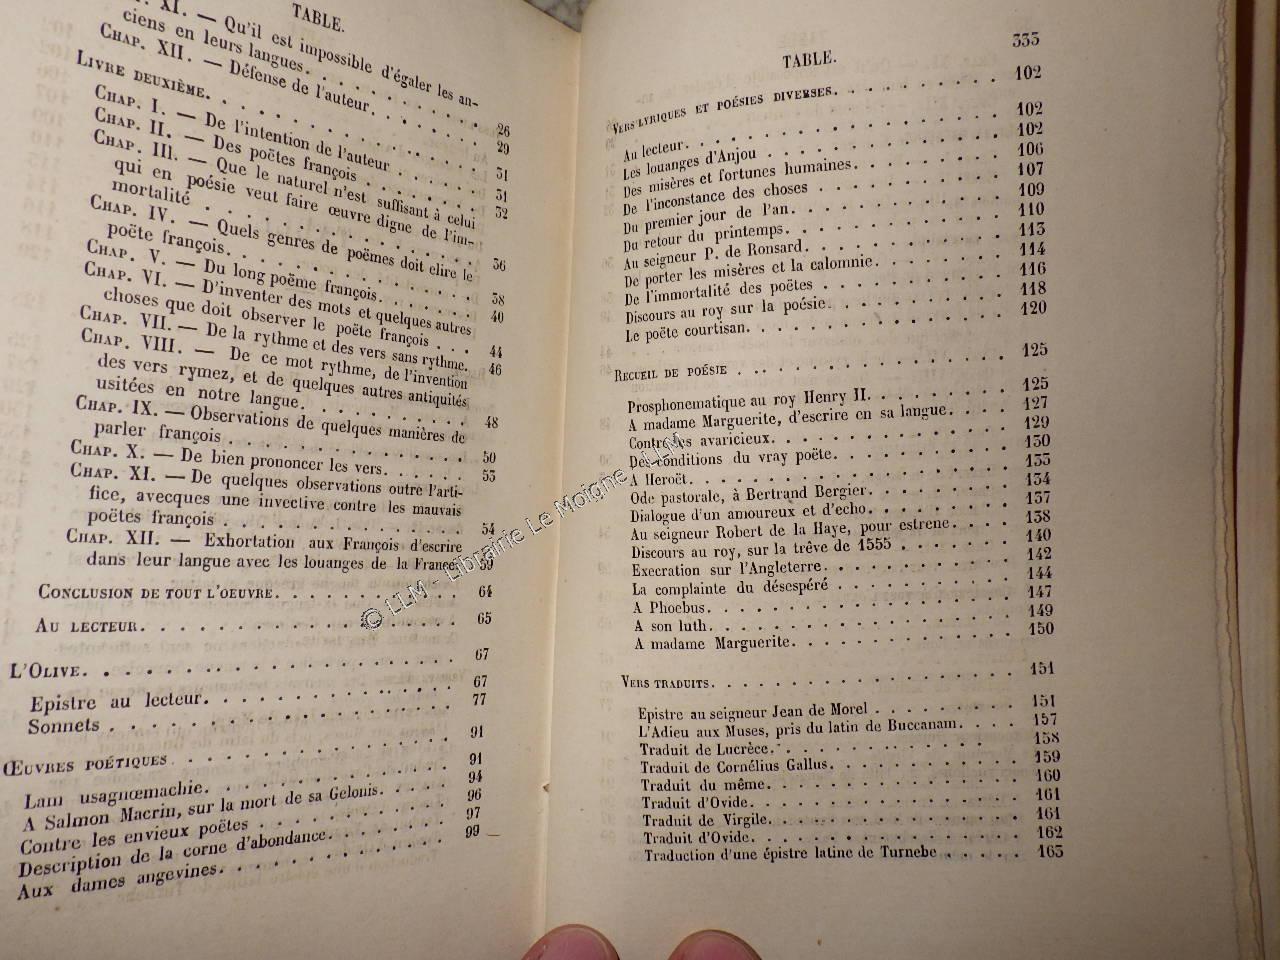 TABLE.
XI. — Qu'il est impossible d'égaler les an-
ciens en leurs langues. 26
CHAP. XII. — Défense de l'auteur. 29
LIVRE DEUXIÈME. 31
CHAP. I. — De l'intention de l'auteur 31
CHAP. II. — Des poëtes françois 32
CHAP. III. — Que le naturel n'est suffisant à celui
qui en poésie veut faire œuvre digne de l'im-
mortalité 36
CHAP. IV. — Quels genres de poëmes doit elire le
poëte françois. 38
CHAP. V. — Du long poëme françois. 40
CHAP. VI. — D'inventer des mots et quelques autres
choses que doit observer le poëte françois 44
CHAP. VII. — De la rythme et des vers sans rythme. 46
CHAP. VIII. — De ce mot rythme, de l'invention
des vers rymez, et de quelques autres antiquités
usitées en notre langue. 48
CHAP. IX. — Observations de quelques manières de
parler françois 50
CHAP. X. — De bien prononcer les vers. 53
CHAP. XI. — De quelques observations outre l'arti-
fice, avecques une invective contre les mauvais
poëtes françois 54
CHAP. XII. — Exhortation aux François d'escrire
dans leur langue avec les louanges de la France 59
CONCLUSION DE TOUT L'OEUVRE. 64
AU LECTEUR. 65
L'OLIVE. 67
Epistre au lecteur. 67
Sonnets 77
ŒUVRES POÉTIQUES 91
Lam usagnœmachie. 91
A Salmon Macrin, sur la mort de sa Gelonis. 94
Contre les envieux poëtes 96
Description de la corne d'abondance. 97
Aux dames angevines. 99
TABLE. 333
VERS LYRIQUES ET POÉSIES DIVERSES. 102
Au lecteur. 102
Les louanges d'Anjou 102
Des misères et fortunes humaines. 106
De l'inconstance des choses 107
Du premier jour de l'an. 109
Du retour du printemps. 110
Au seigneur P. de Ronsard. 113
De porter les misères et la calomnie. 114
De l'immortalité des poëtes 116
Discours au roy sur la poésie. 118
Le poëte courtisan. 120
RECUEIL DE POÉSIE 125
Prosphonematique au roy Henry II. 125
A madame Marguerite, d'escrire en sa langue. 127
Contre les avaricieux. 129
Des conditions du vray poëte. 130
A Heroët. 133
Ode pastorale, à Bertrand Bergier. 134
Dialogue d'un amoureux et d'echo. 137
Au seigneur Robert de la Haye, pour estrene. 138
Discours au roy, sur la trêve de 1555 140
Execration sur l'Angleterre. 142
La complainte du désespéré 144
A Phoebus. 147
A son luth. 149
A madame Marguerite. 150
VERS TRADUITS. 151
Epistre au seigneur Jean de Morel 151
L'Adieu aux Muses, pris du latin de Buccanam. 157
Traduit de Lucrèce. 158
Traduit de Cornélius Gallus. 159
Traduit du même. 160
Traduit d'Ovide. 161
Traduit de Virgile. 161
Traduit d'Ovide. 162
Traduction d'une épistre latine de Turnebe 163
© LLM - Librairie Le Moigne - LLM